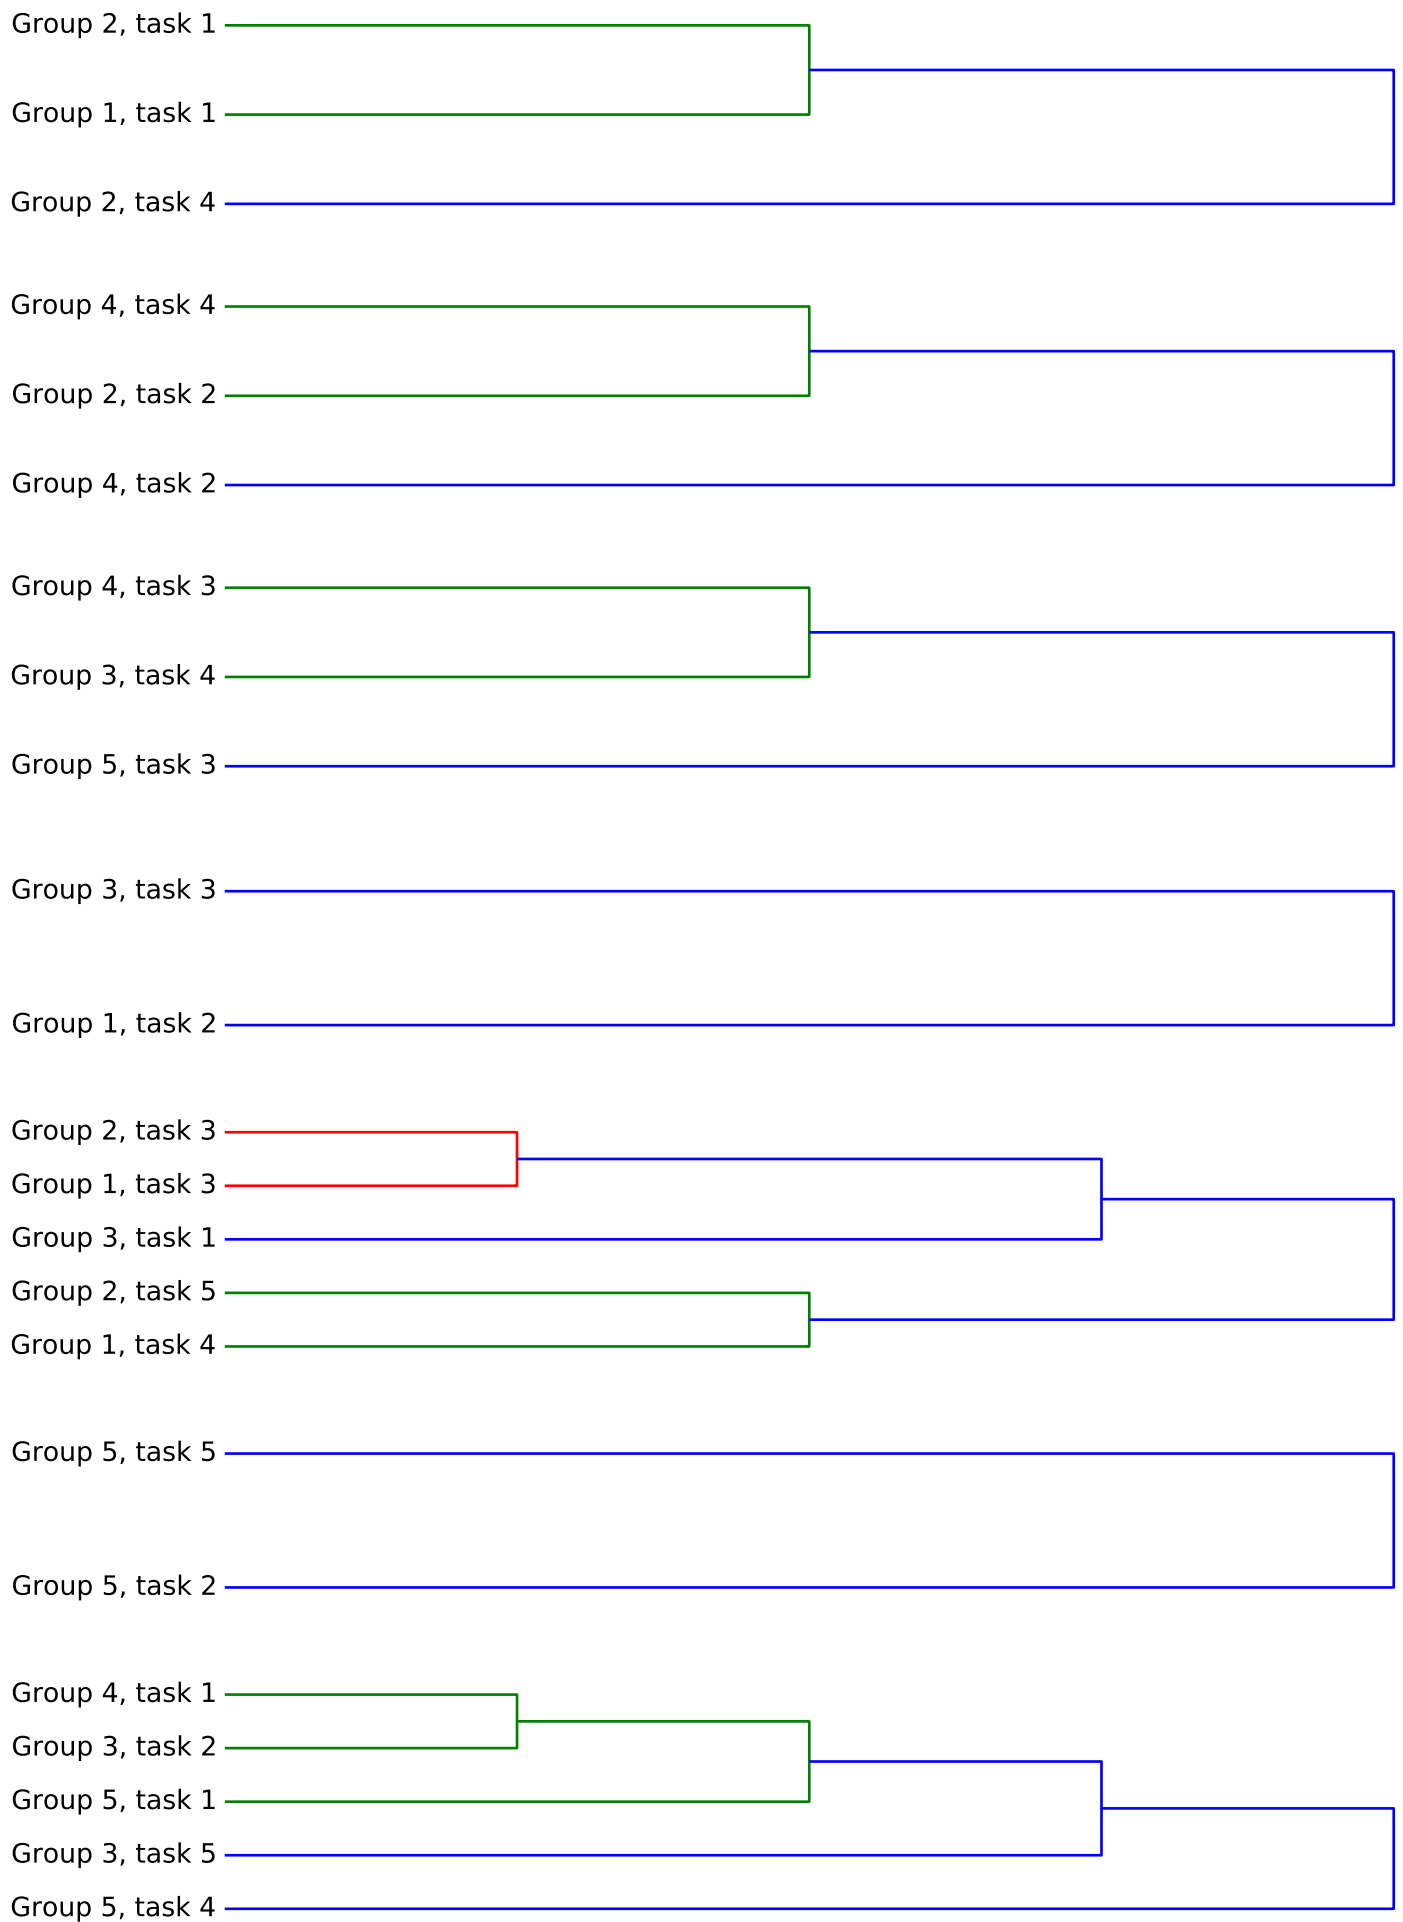 Group 2, task 1
Group 1, task 1
Group 2, task 4
Group 4, task 4
Group 2, task 2
Group 4, task 2
Group 4, task 3
Group 3, task 4
Group 5, task 3
Group 3, task 3
Group 1, task 2
Group 2, task 3
Group 1, task 3
Group 3, task 1
Group 2, task 5
Group 1, task 4
Group 5, task 5
Group 5, task 2
Group 4, task 1
Group 3, task 2
Group 5, task 1
Group 3, task 5
Group 5, task 4